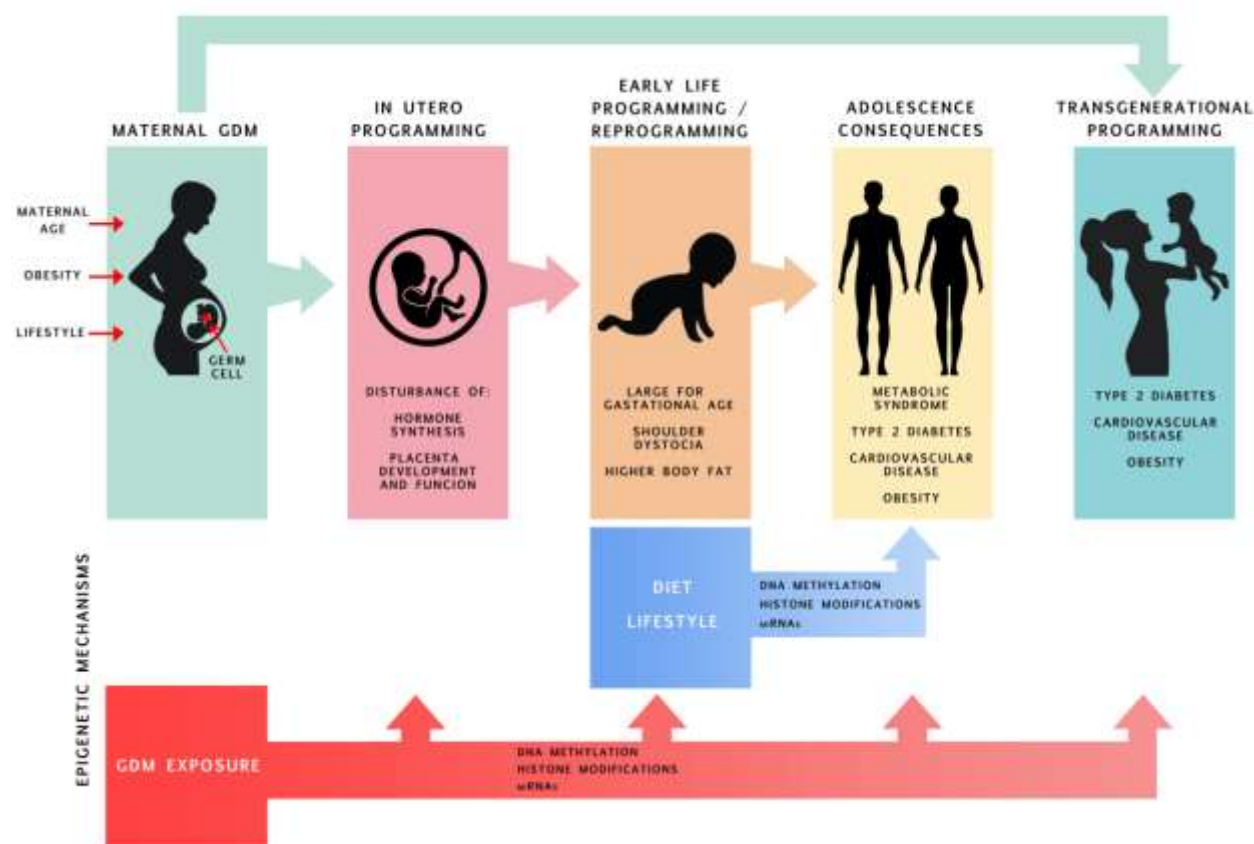 MATERNAL GDM
IN UTERO
PROGRAMMING
EARLY LIFE
PROGRAMMING /
REPROGRAMMING
ADOLESCENCE
CONSEQUENCES
TRANSGENERATIONAL
PROGRAMMING
MATERNAL
AGE
OBESITY
LIFESTYLE
GERM
CELL
DISTURBANCE OF:
HORMONE
SYNTHESIS
PLACENTA
DEVELOPMENT
AND FUNCION
LARGE FOR
GASTATIONAL AGE
SHOULDER
DYSTOCIA
HIGHER BODY FAT
METABOLIC
SYNDROME
TYPE 2 DIABETES
CARDIOVASCULAR
DISEASE
OBESITY
TYPE 2 DIABETES
CARDIOVASCULAR
DISEASE
OBESITY
EPIGENETIC MECHANISMS
DIET
LIFESTYLE
DNA METHYLATION
HISTONE MODIFICATIONS
miRNAs
GDM EXPOSURE
DNA METHYLATION
HISTONE MODIFICATIONS
miRNAs